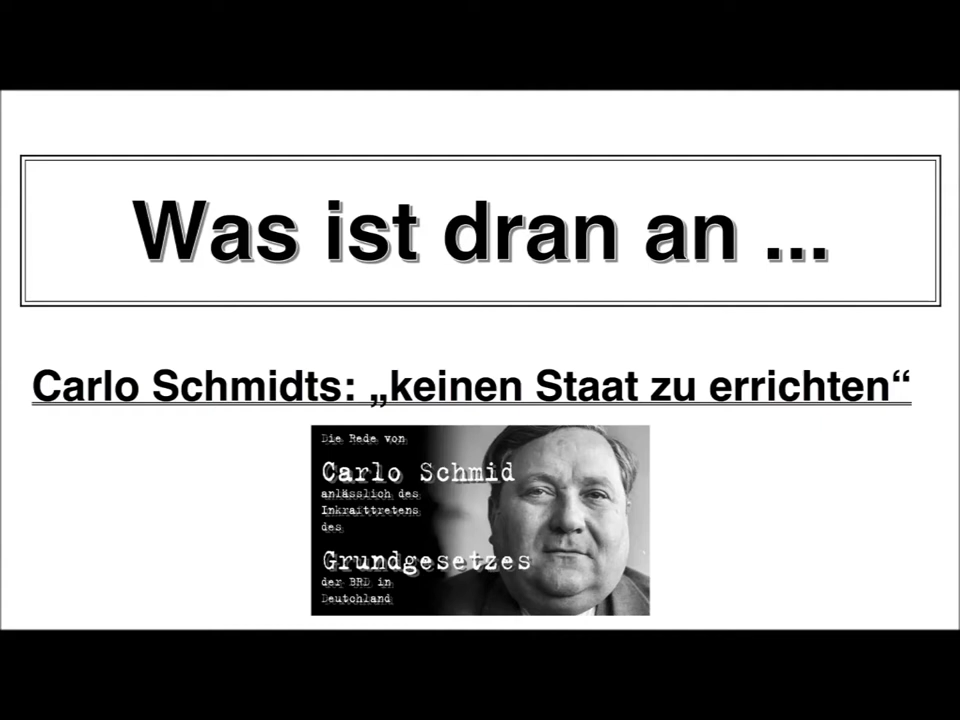 Was ist dran an ...
Carlo Schmidts: „keinen Staat zu errichten“
Die Rede von
Carlo Schmid
anlässlich des
Inkrafttretens
des
Grundgesetzes
der BRD in
Deutchland